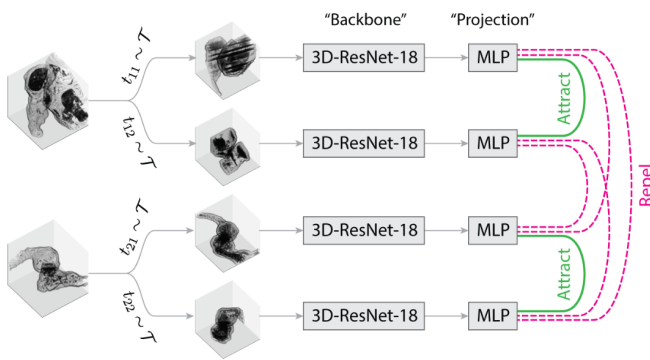 “Backbone” “Projection”
t₁₁ ~ 𝒯
3D-ResNet-18 MLP
Attract
t₁₂ ~ 𝒯
3D-ResNet-18 MLP
Repel
t₂₁ ~ 𝒯
3D-ResNet-18 MLP
Attract
t₂₂ ~ 𝒯
3D-ResNet-18 MLP